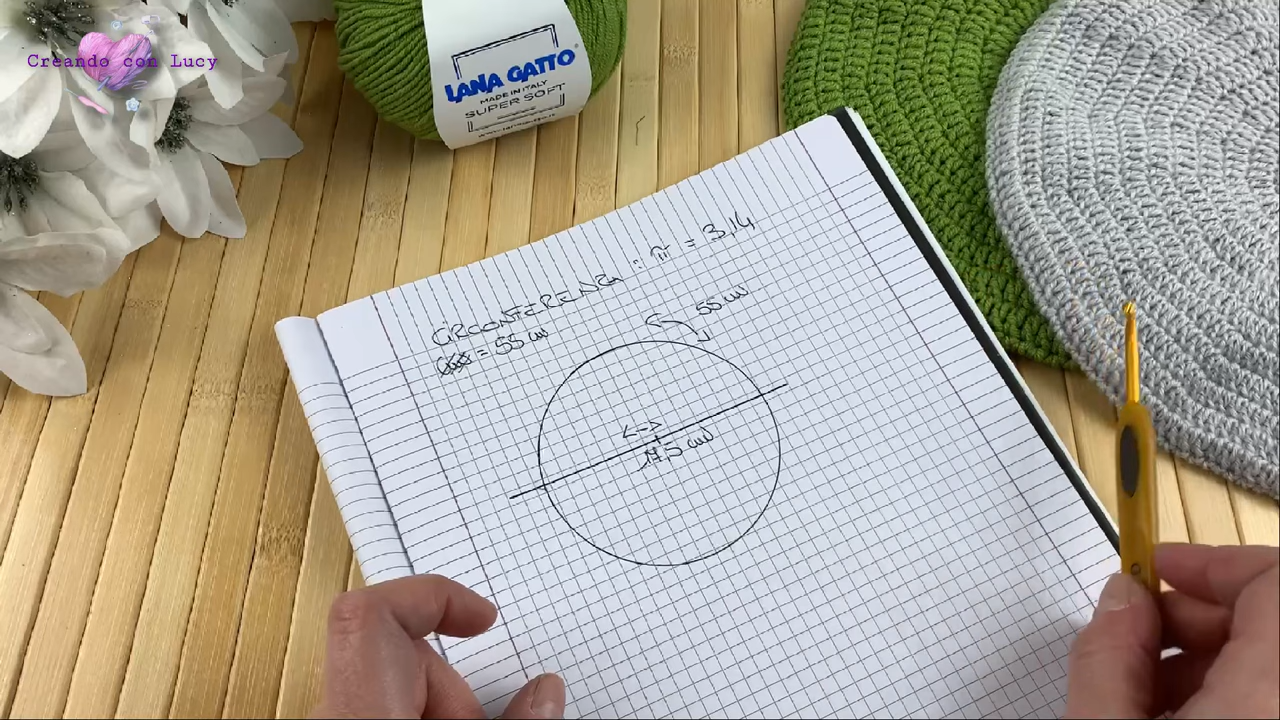 Creando con Lucy
LANA GATTO
MADE IN ITALY
SUPER SOFT
CIRCONFERENZA : π = 3,14
= 55 cm
55 cm
17,5 cm